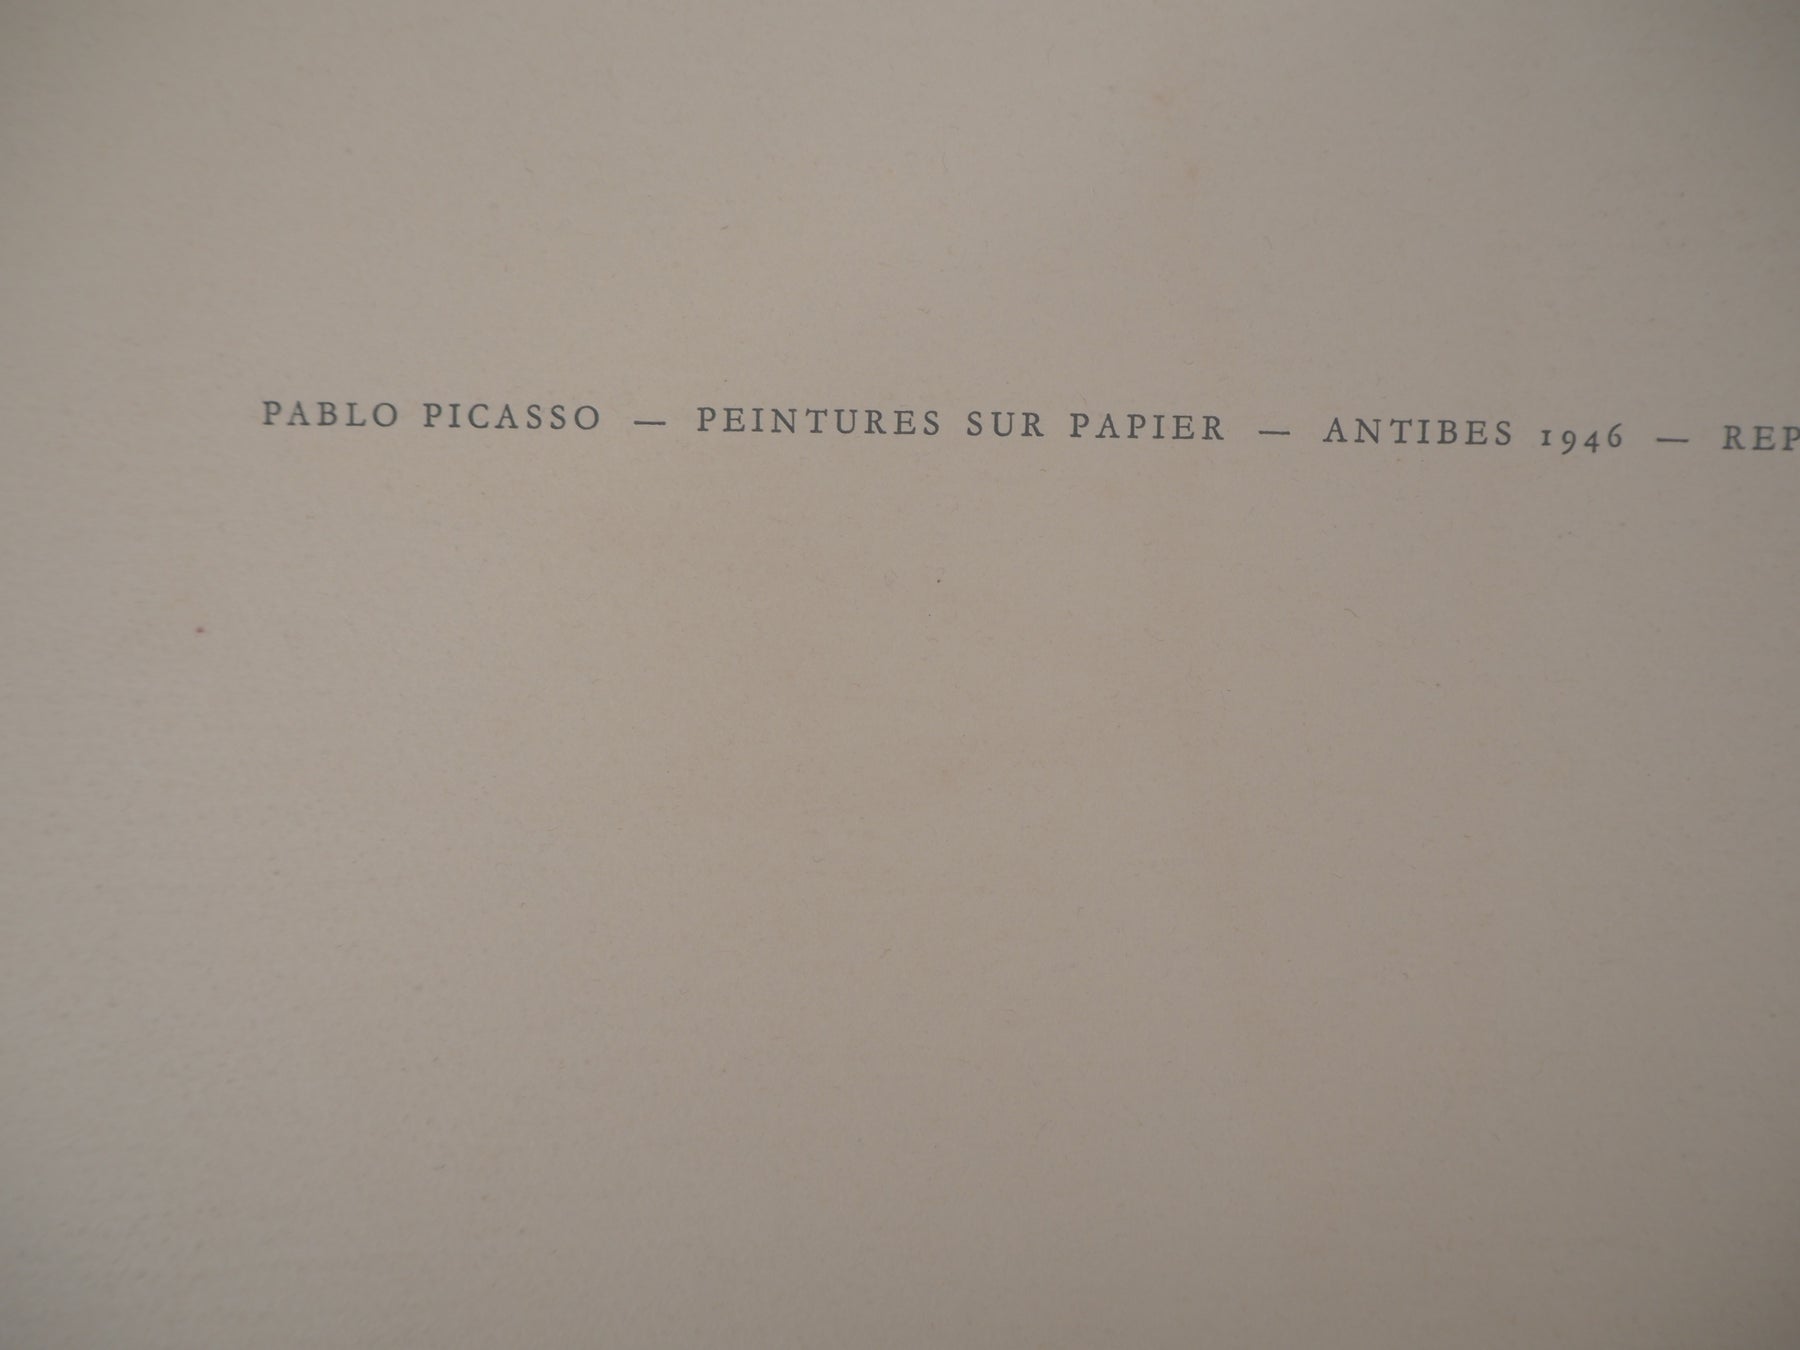 PABLO PICASSO — PEINTURES SUR PAPIER — ANTIBES 1946 — REP